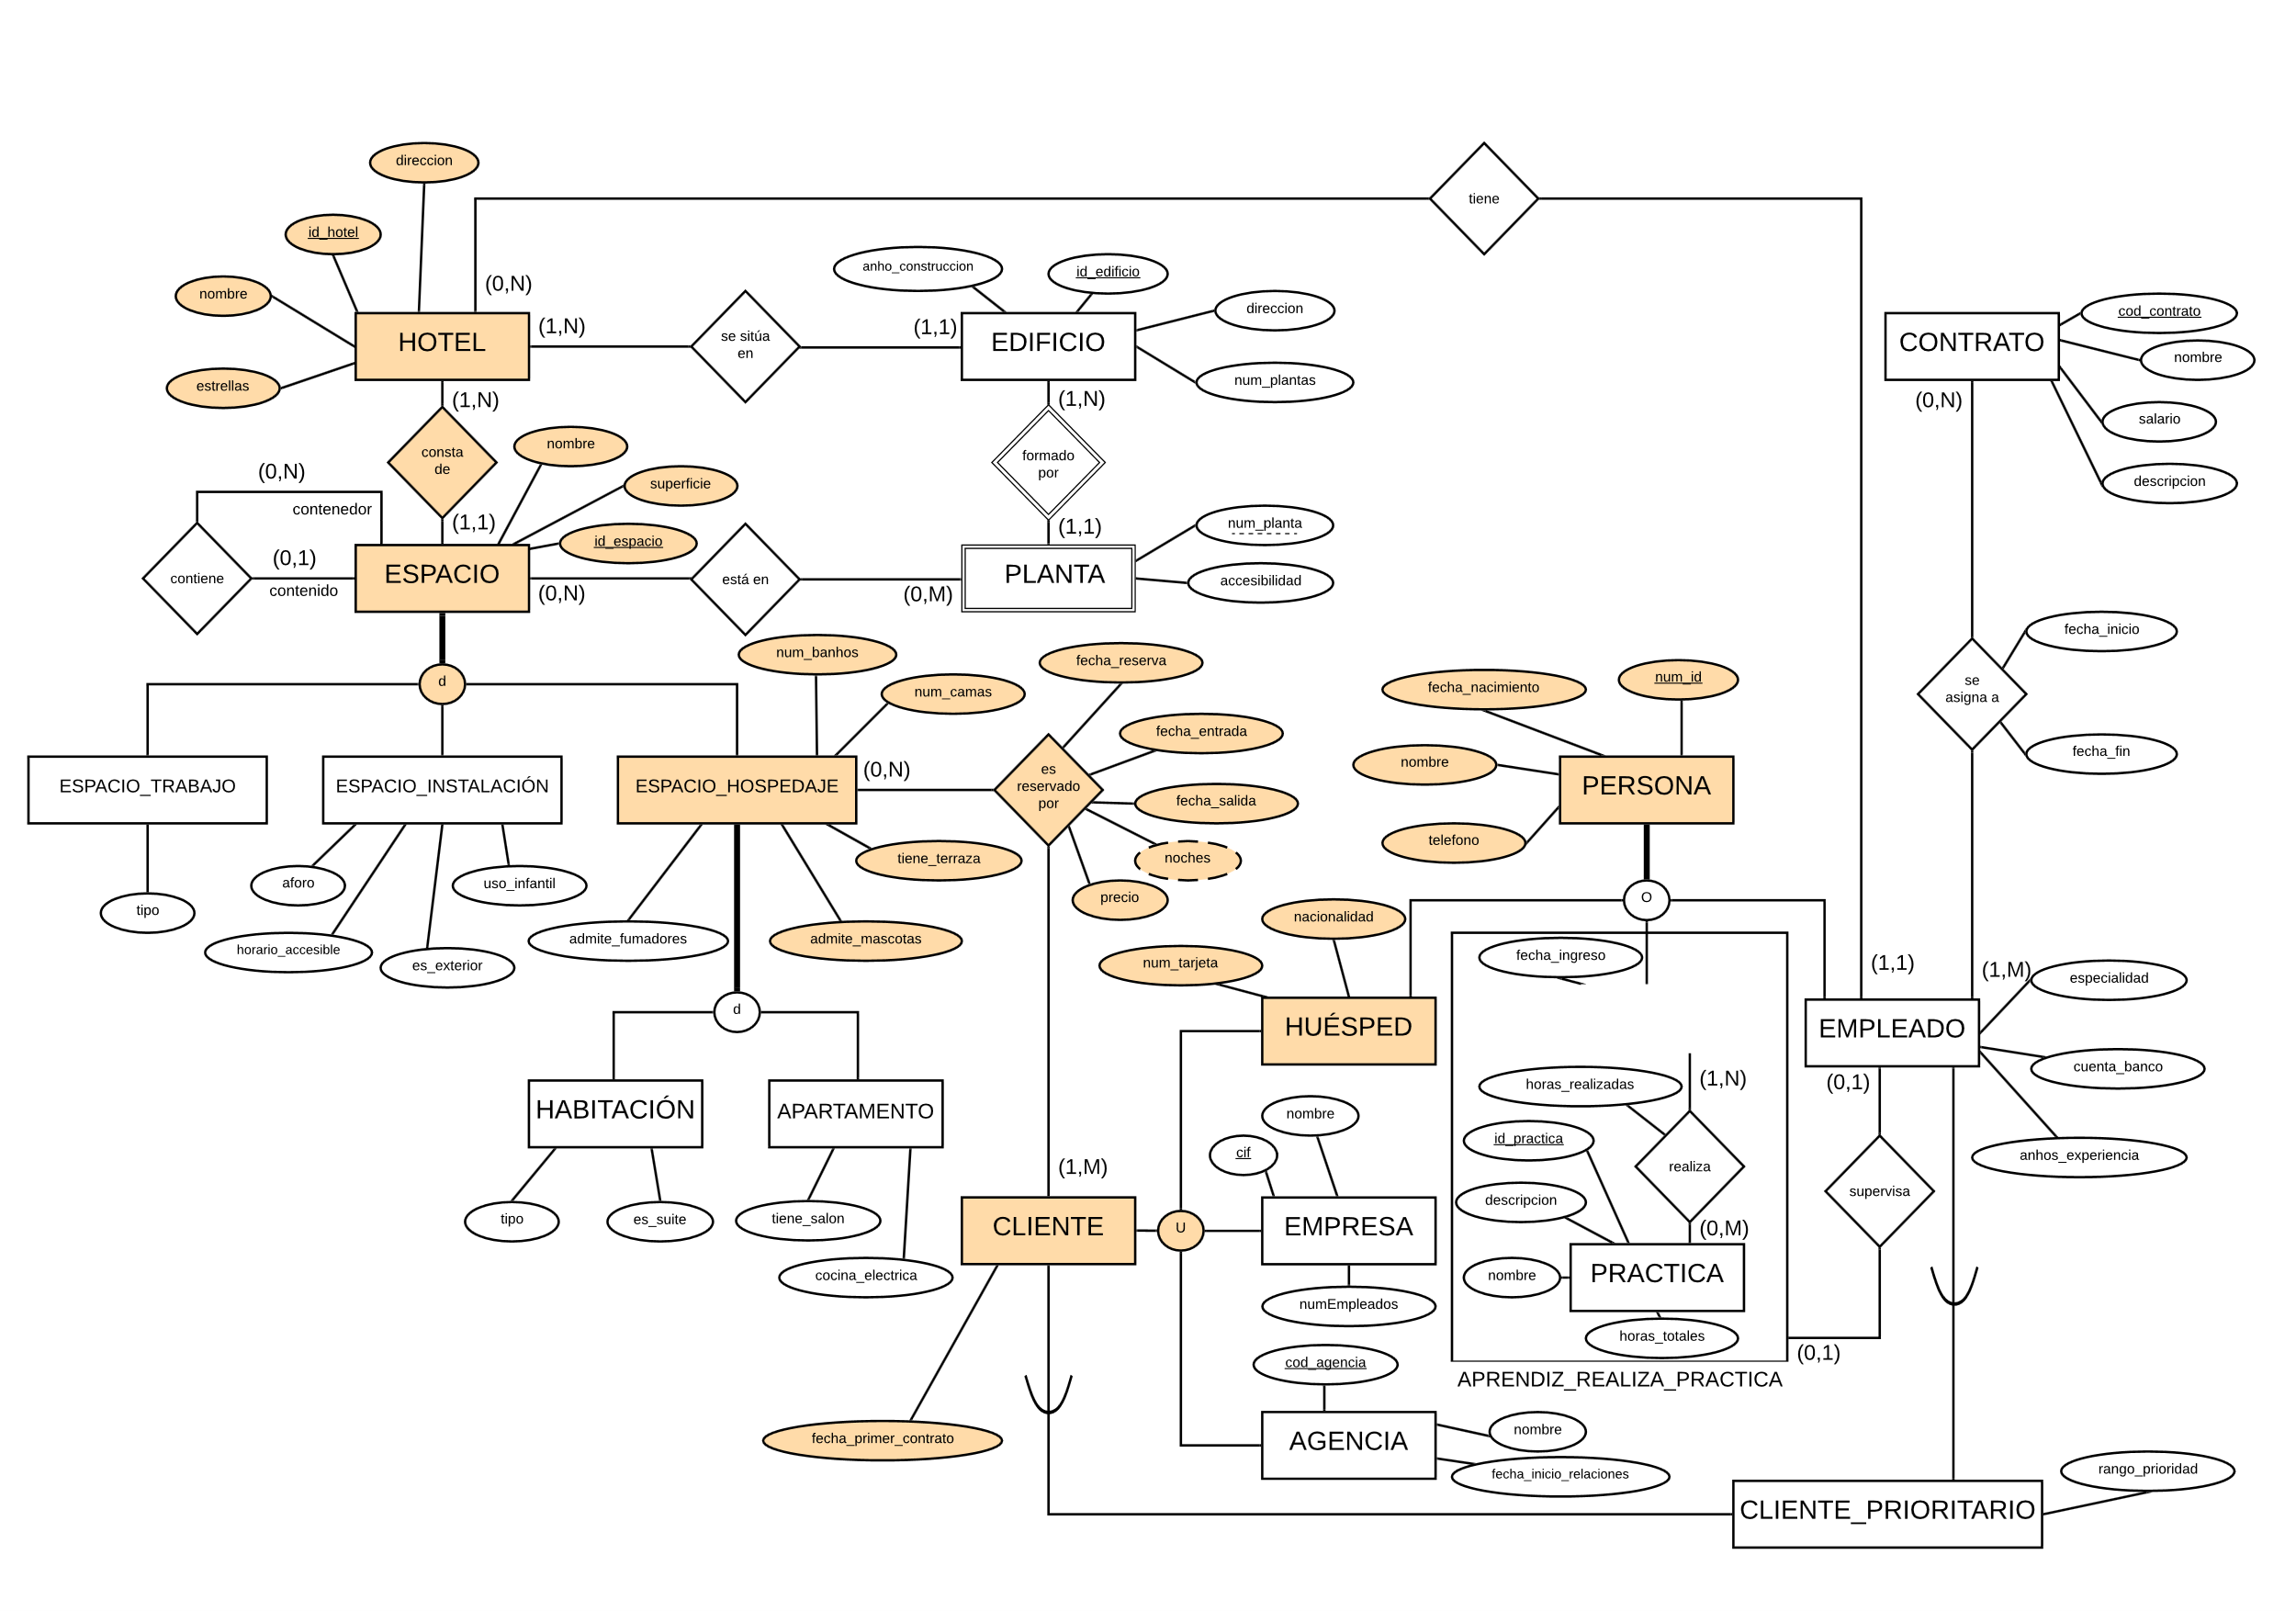 direccion
tiene
id_hotel
anho_construccion
id_edificio
nombre
(0,N)
direccion
cod_contrato
HOTEL
(1,N)
se sitúa
en
(1,1)
EDIFICIO
CONTRATO
nombre
estrellas
num_plantas
(1,N)
(1,N)
(0,N)
salario
nombre
consta
de
formado
por
(0,N)
superficie
descripcion
contenedor
(1,1)
(1,1)
num_planta
id_espacio
(0,1)
contiene
ESPACIO
está en
PLANTA
accesibilidad
contenido
(0,N)
(0,M)
fecha_inicio
num_banhos
fecha_reserva
d
num_camas
fecha_nacimiento
num_id
se
asigna a
fecha_entrada
fecha_fin
ESPACIO_TRABAJO
ESPACIO_INSTALACIÓN
ESPACIO_HOSPEDAJE
(0,N)
es
reservado
por
nombre
PERSONA
fecha_salida
telefono
tiene_terraza
noches
aforo
uso_infantil
precio
O
tipo
nacionalidad
horario_accesible
es_exterior
admite_fumadores
admite_mascotas
num_tarjeta
fecha_ingreso
(1,1)
(1,M)
especialidad
d
HUÉSPED
EMPLEADO
cuenta_banco
horas_realizadas
(1,N)
(0,1)
HABITACIÓN
APARTAMENTO
nombre
id_practica
cif
realiza
anhos_experiencia
(1,M)
supervisa
descripcion
tipo
es_suite
tiene_salon
CLIENTE
U
EMPRESA
(0,M)
cocina_electrica
nombre
PRACTICA
numEmpleados
horas_totales
(0,1)
cod_agencia
APRENDIZ_REALIZA_PRACTICA
fecha_primer_contrato
AGENCIA
nombre
fecha_inicio_relaciones
rango_prioridad
CLIENTE_PRIORITARIO